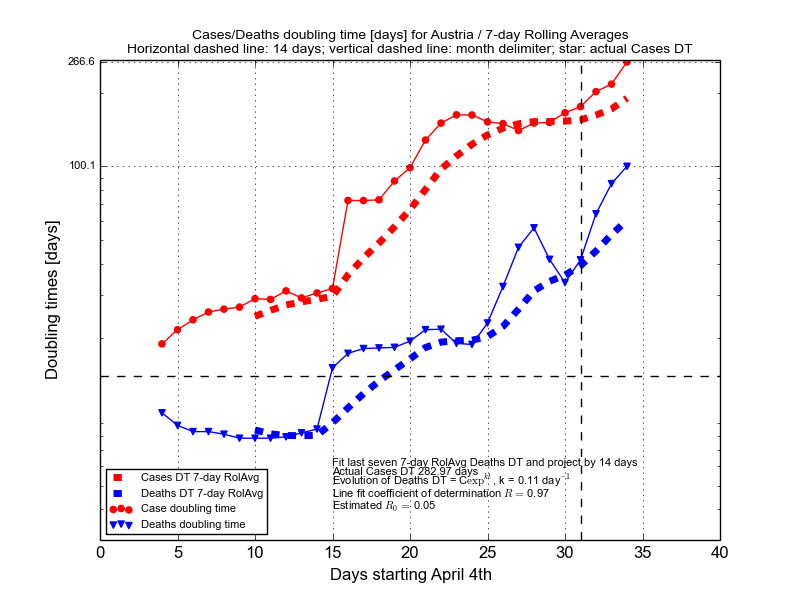 Cases/Deaths doubling time [days] for Austria / 7-day Rolling Averages
Horizontal dashed line: 14 days; vertical dashed line: month delimiter; star: actual Cases DT
266.6
100.1
Doubling times [days]
Fit last seven 7-day RolAvg Deaths DT and project by 14 days
Actual Cases DT 282.97 days
Evolution of Deaths DT = Cexp^kt, k = 0.11 day^−1
Line fit coefficient of determination R = 0.97
Estimated R_0 = 0.05
Cases DT 7-day RolAvg
Deaths DT 7-day RolAvg
Case doubling time
Deaths doubling time
0 5 10 15 20 25 30 35 40
Days starting April 4th